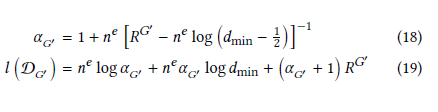 α_{G'} = 1 + n^e [R^{G'} − n^e log (d_min − 1/2)]^{−1} (18)
l (𝒟_{G'}) = n^e log α_{G'} + n^e α_{G'} log d_min + (α_{G'} + 1) R^{G'} (19)